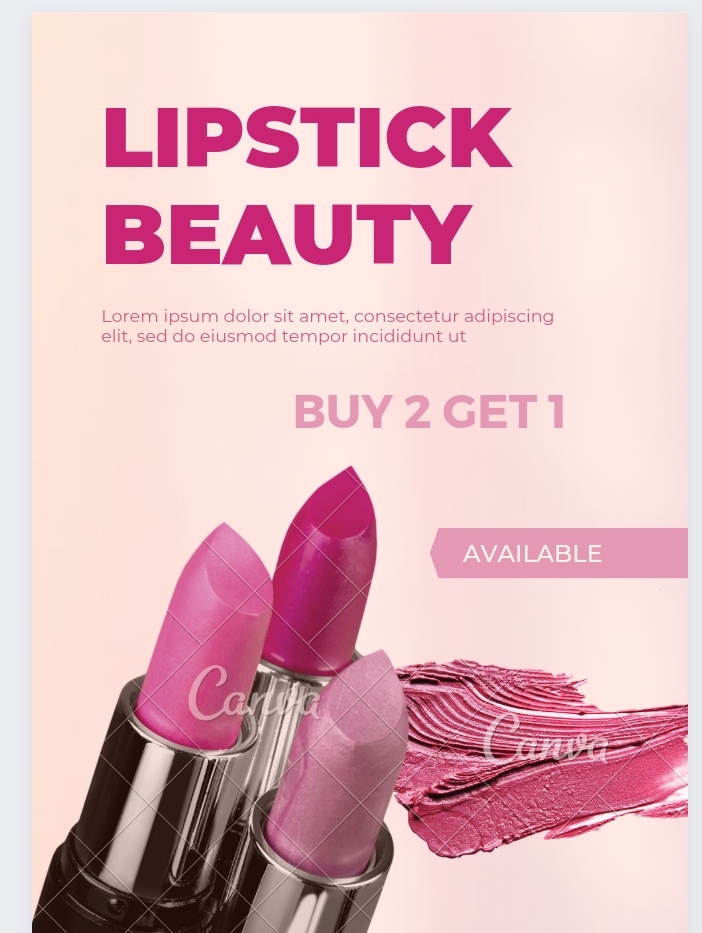 LIPSTICK
BEAUTY
Lorem ipsum dolor sit amet, consectetur adipiscing
elit, sed do eiusmod tempor incididunt ut
BUY 2 GET 1
AVAILABLE
Canva
Canva